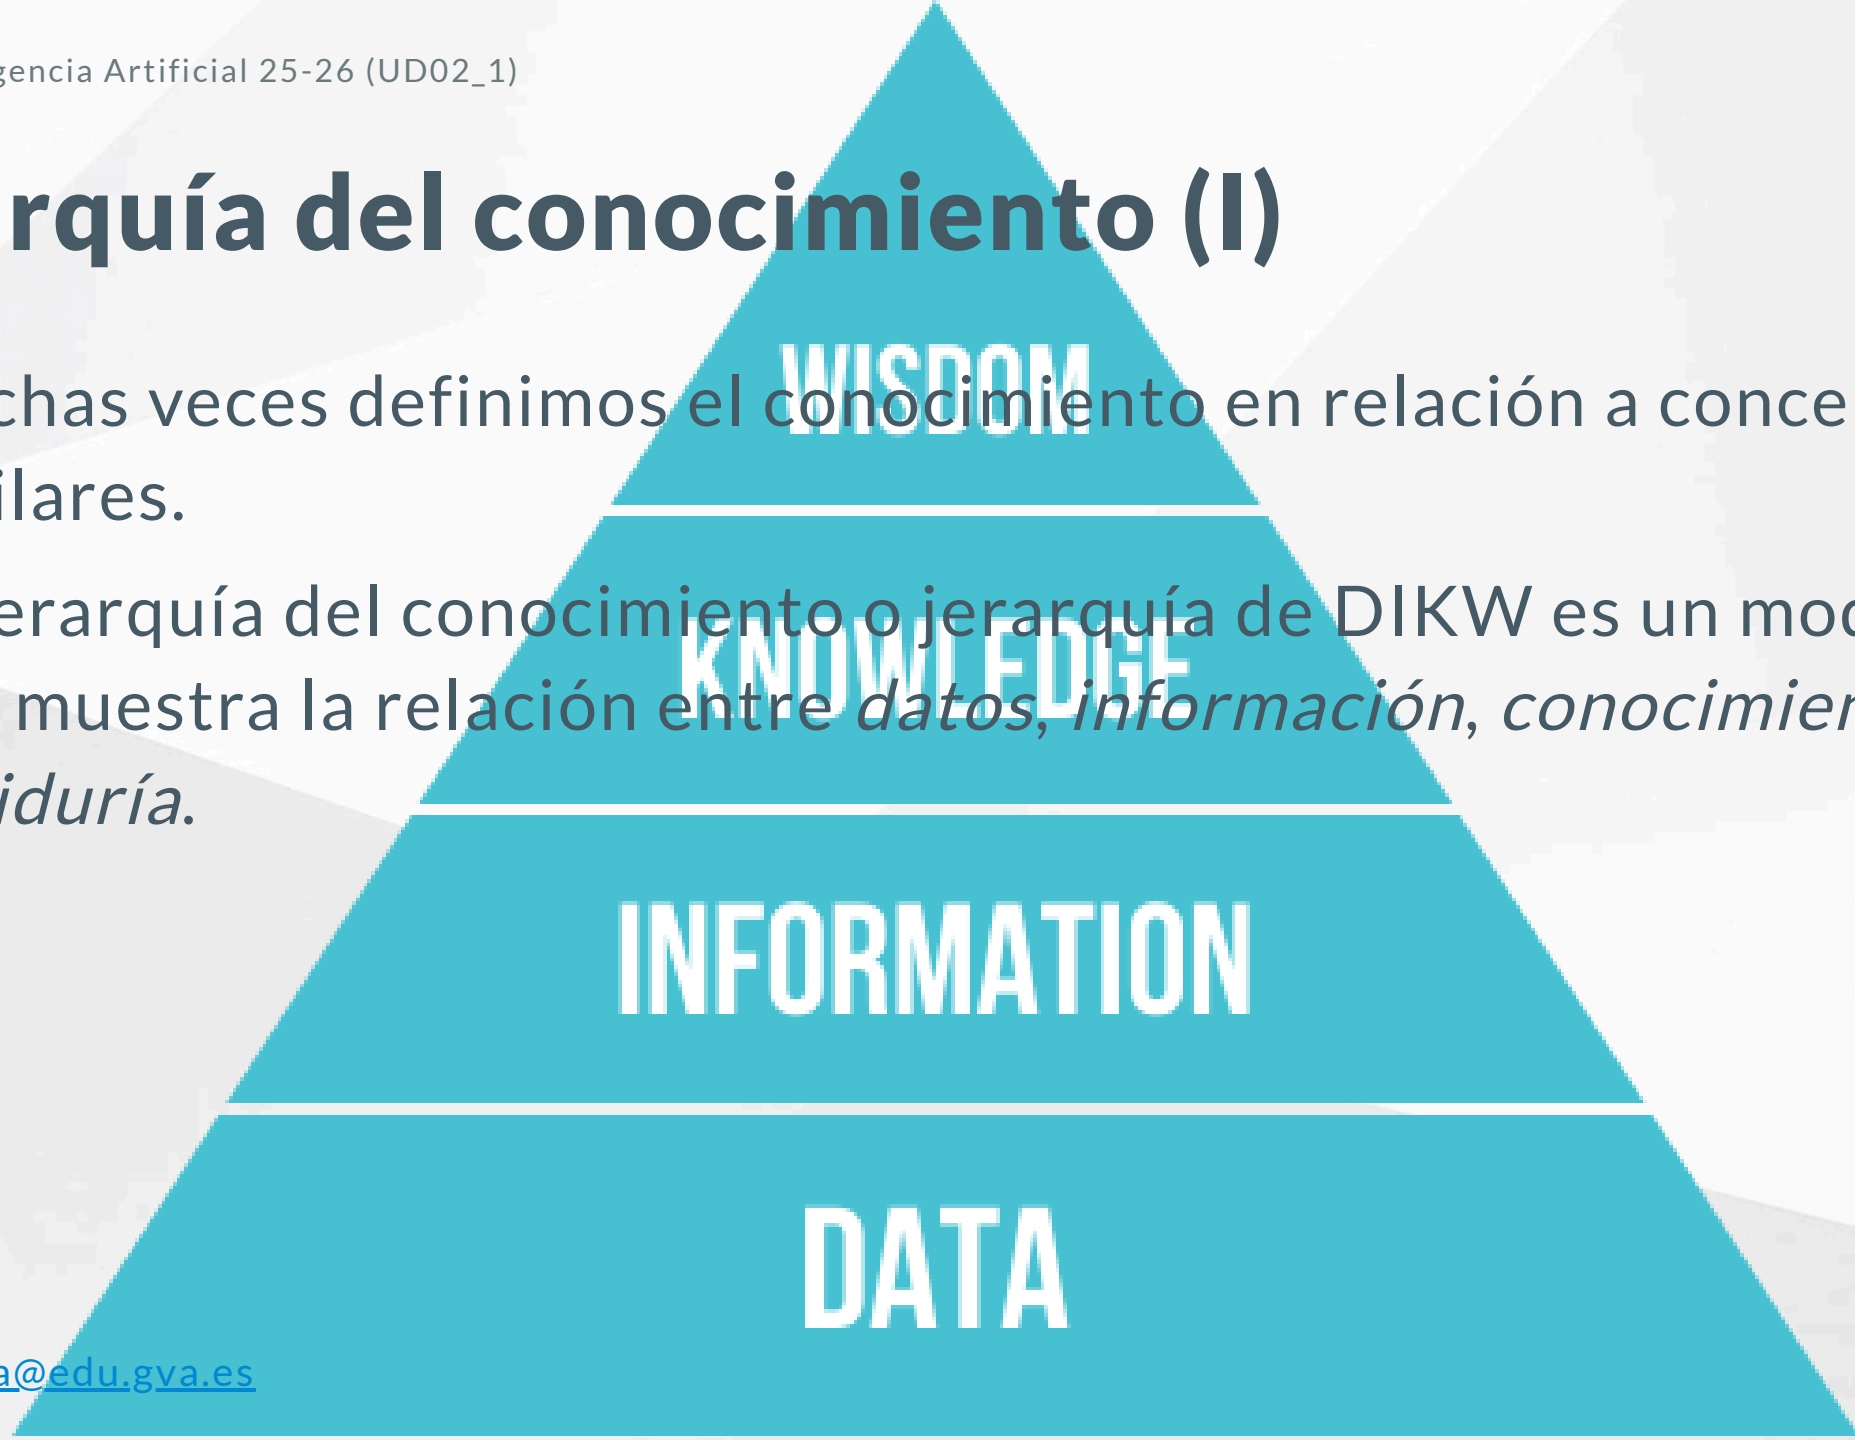 gencia Artificial 25-26 (UD02_1)
rquía del conocimiento (I)
chas veces definimos el conocimiento en relación a conce
ilares.
erarquía del conocimiento o jerarquía de DIKW es un mod
muestra la relación entre datos, información, conocimien
iduría.
WISDOM
KNOWLEDGE
INFORMATION
DATA
a@edu.gva.es